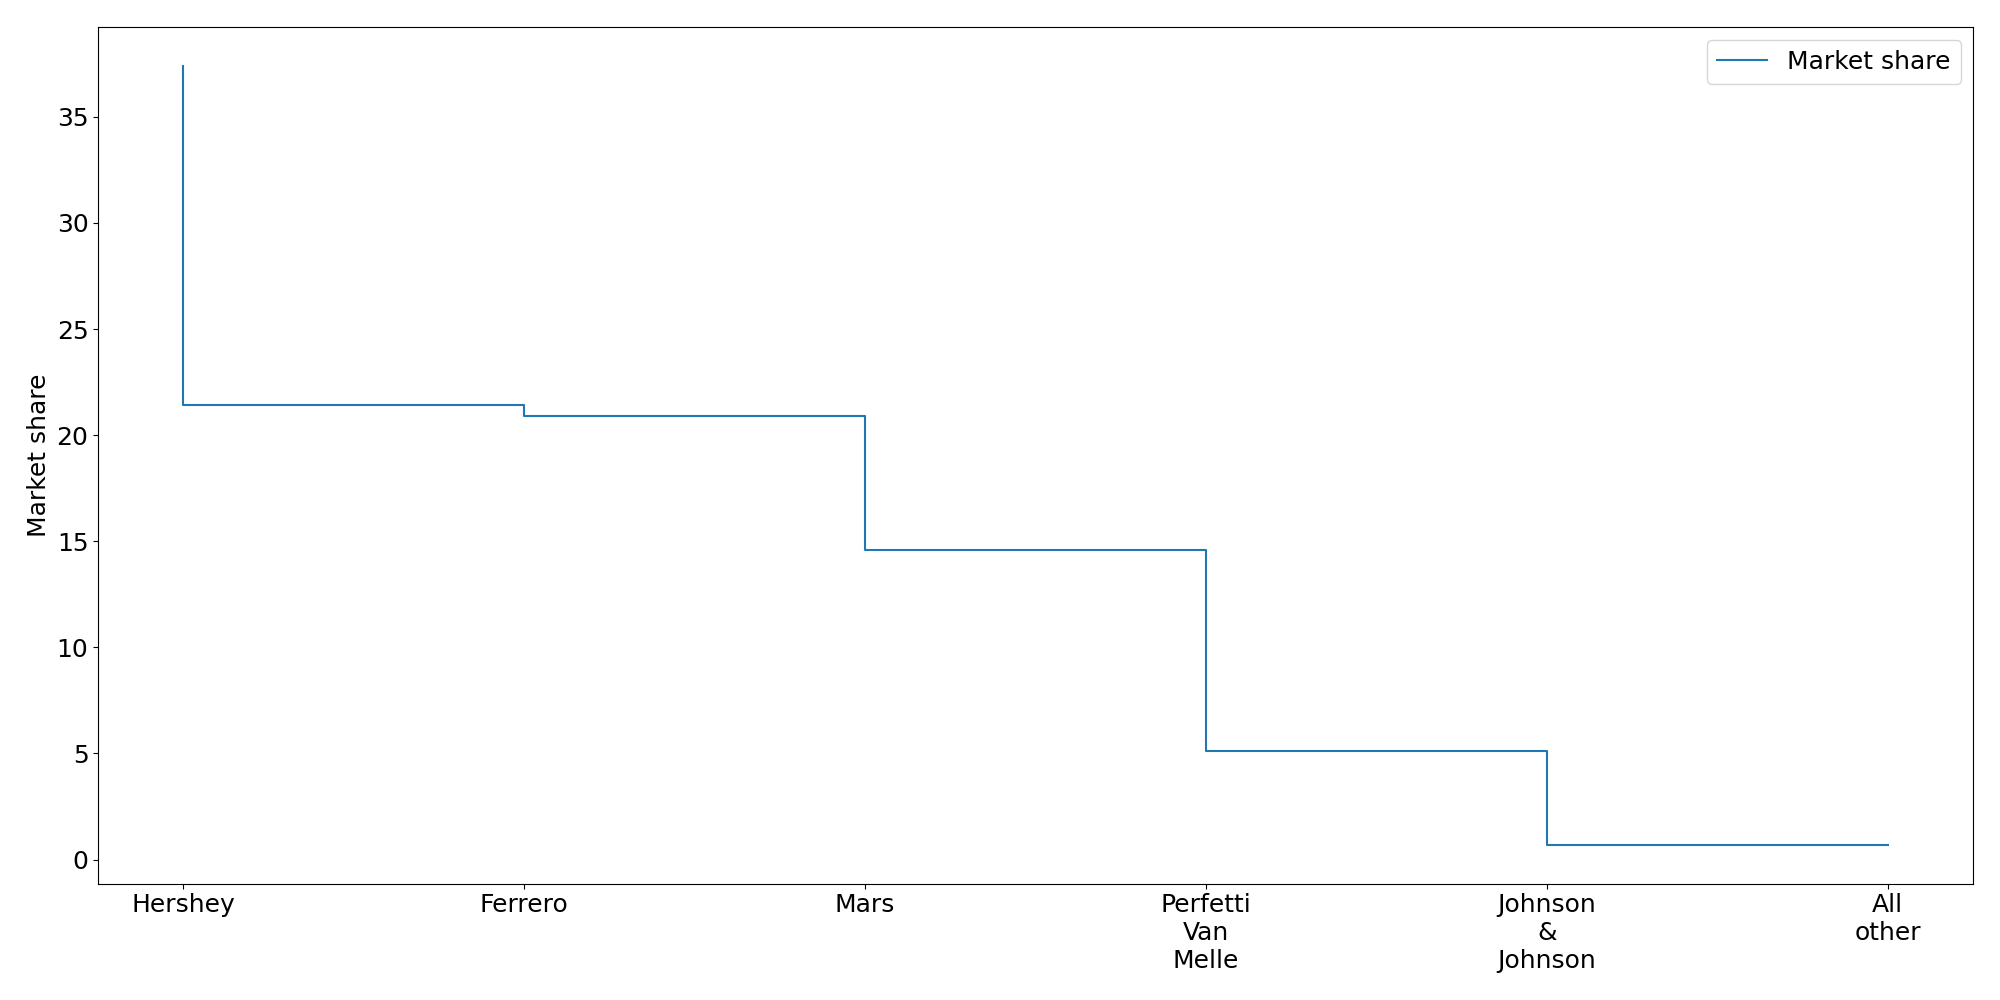 Market share
Market share
35
30
25
20
15
10
5
0
Hershey
Ferrero
Mars
Perfetti
Van
Melle
Johnson
&
Johnson
All
other